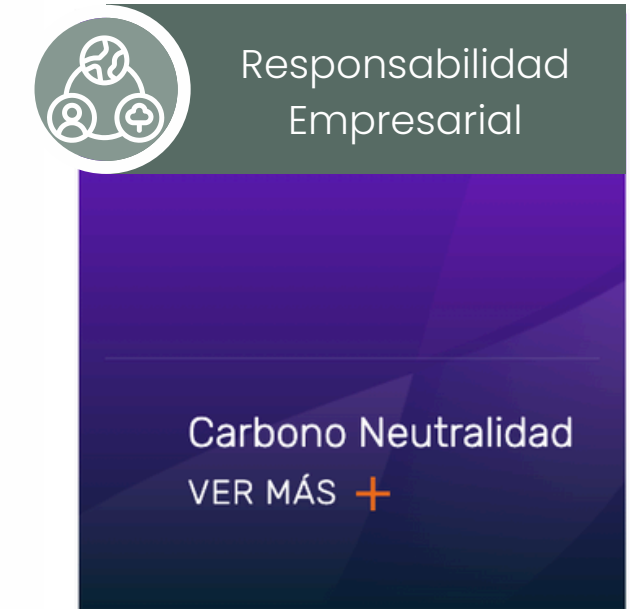 Responsabilidad
Empresarial
Carbono Neutralidad
VER MÁS +